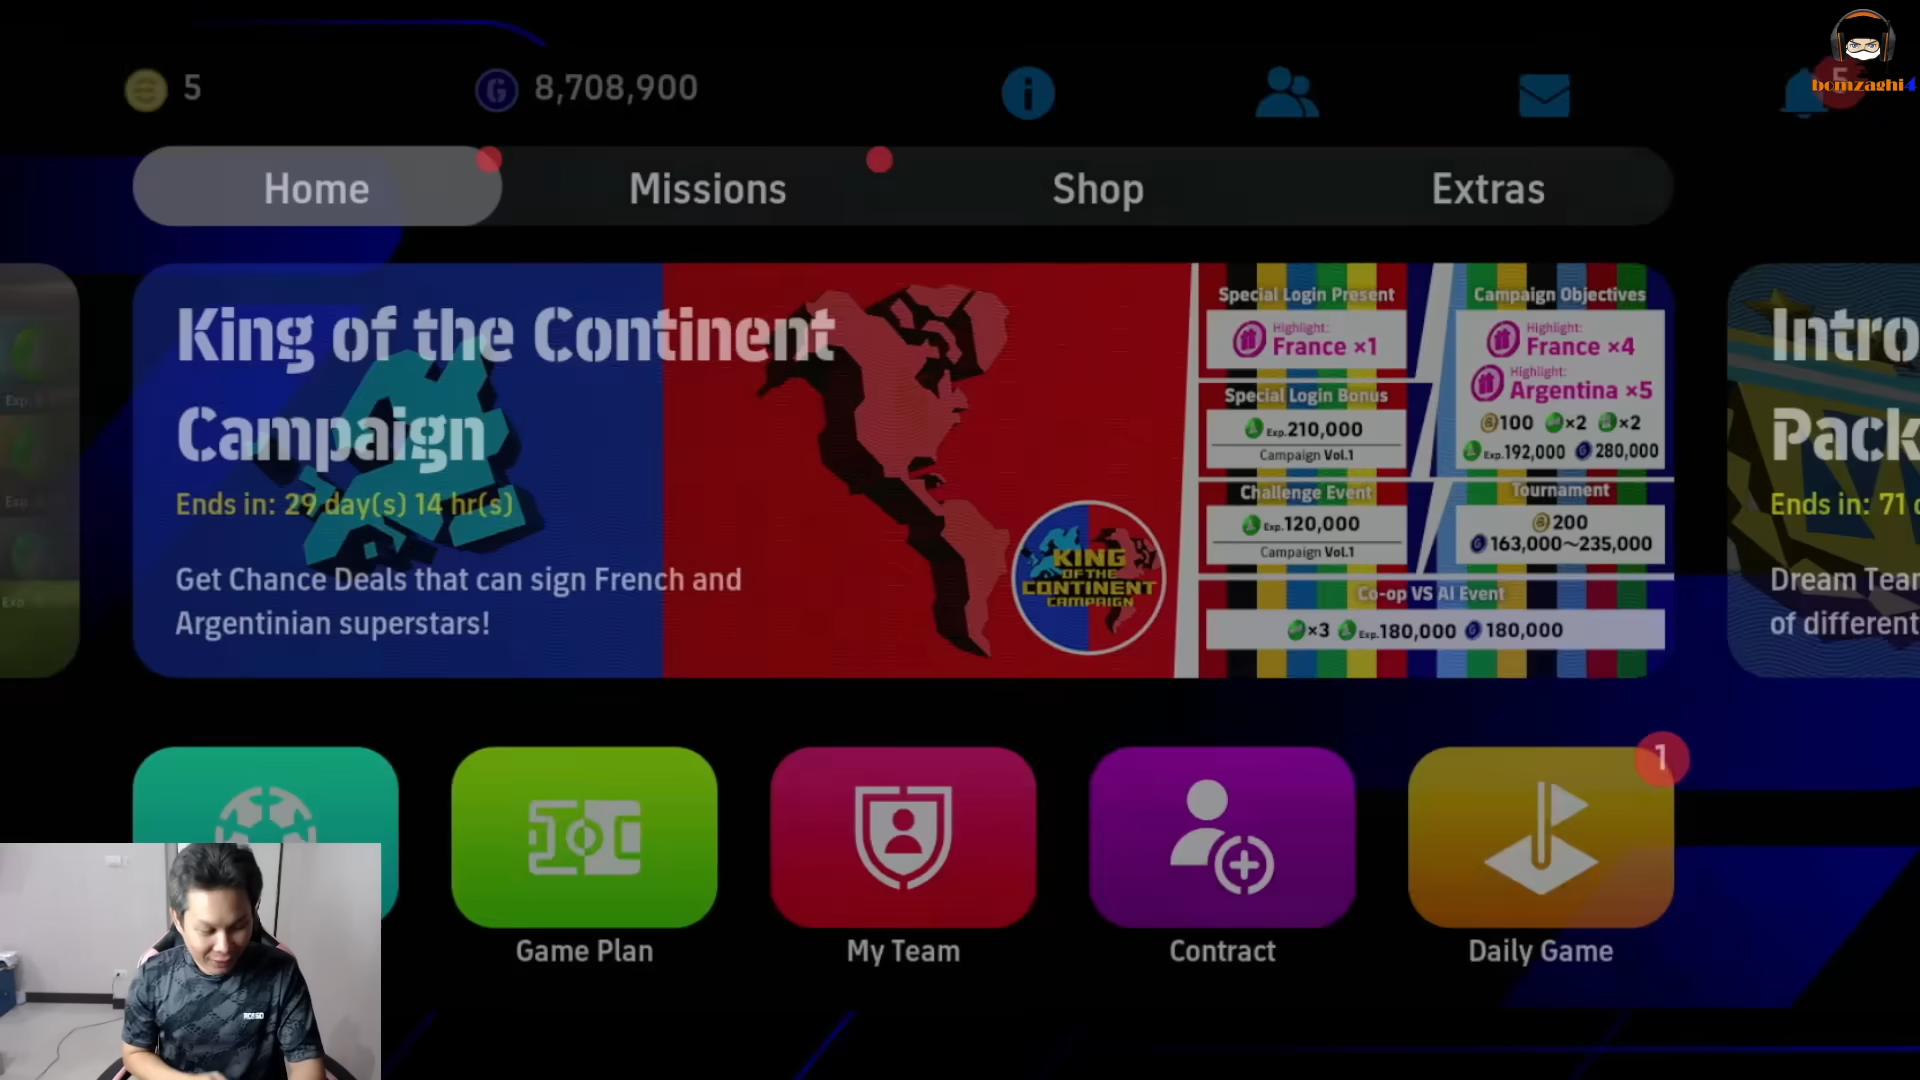 5
8,708,900
5
bomzaghi4
Home
Missions
Shop
Extras
King of the Continent
Campaign
Ends in: 29 day(s) 14 hr(s)
Get Chance Deals that can sign French and
Argentinian superstars!
KING
OF THE
CONTINENT
CAMPAIGN
Special Login Present
Highlight:
France ×1
Special Login Bonus
Exp.210,000
Campaign Vol.1
Challenge Event
Exp.120,000
Campaign Vol.1
Campaign Objectives
Highlight:
France ×4
Highlight:
Argentina ×5
100 ×2 ×2
Exp.192,000 280,000
Tournament
200
163,000～235,000
Co-op VS AI Event
×3 Exp.180,000 180,000
Intro
Pack
Ends in: 71 d
Dream Tean
of different
Exp.
Exp
Exp
Game Plan
My Team
Contract
1
Daily Game